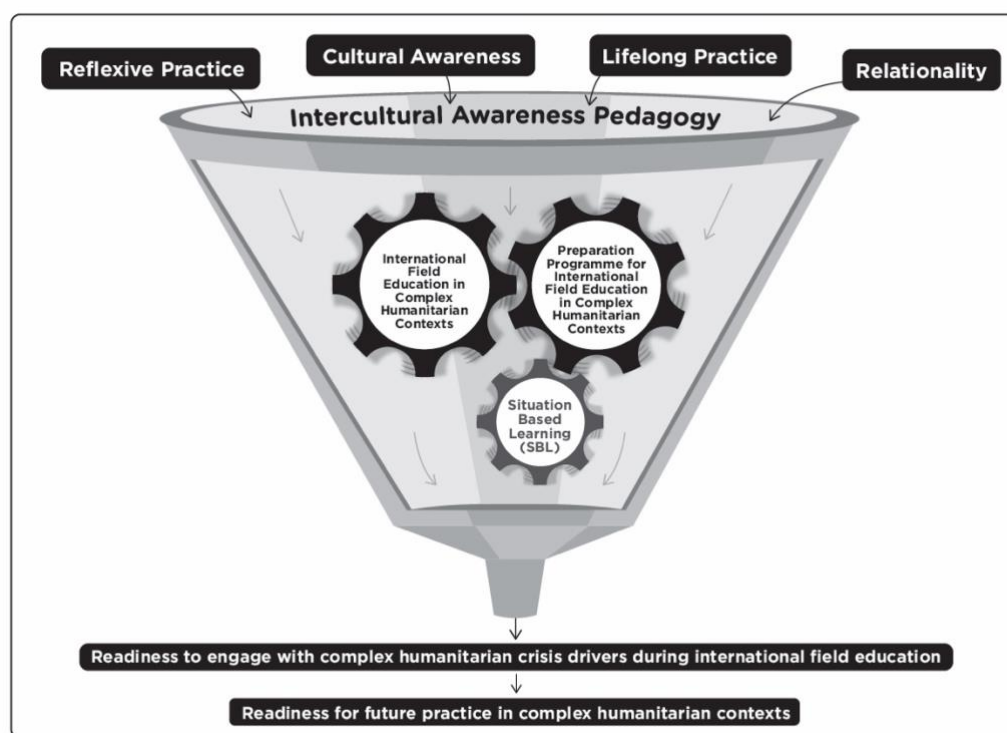 Reflexive Practice
Cultural Awareness
Lifelong Practice
Relationality
Intercultural Awareness Pedagogy
International
Field
Education in
Complex
Humanitarian
Contexts
Preparation
Programme for
International
Field Education
in Complex
Humanitarian
Contexts
Situation
Based
Learning
(SBL)
Readiness to engage with complex humanitarian crisis drivers during international field education
Readiness for future practice in complex humanitarian contexts